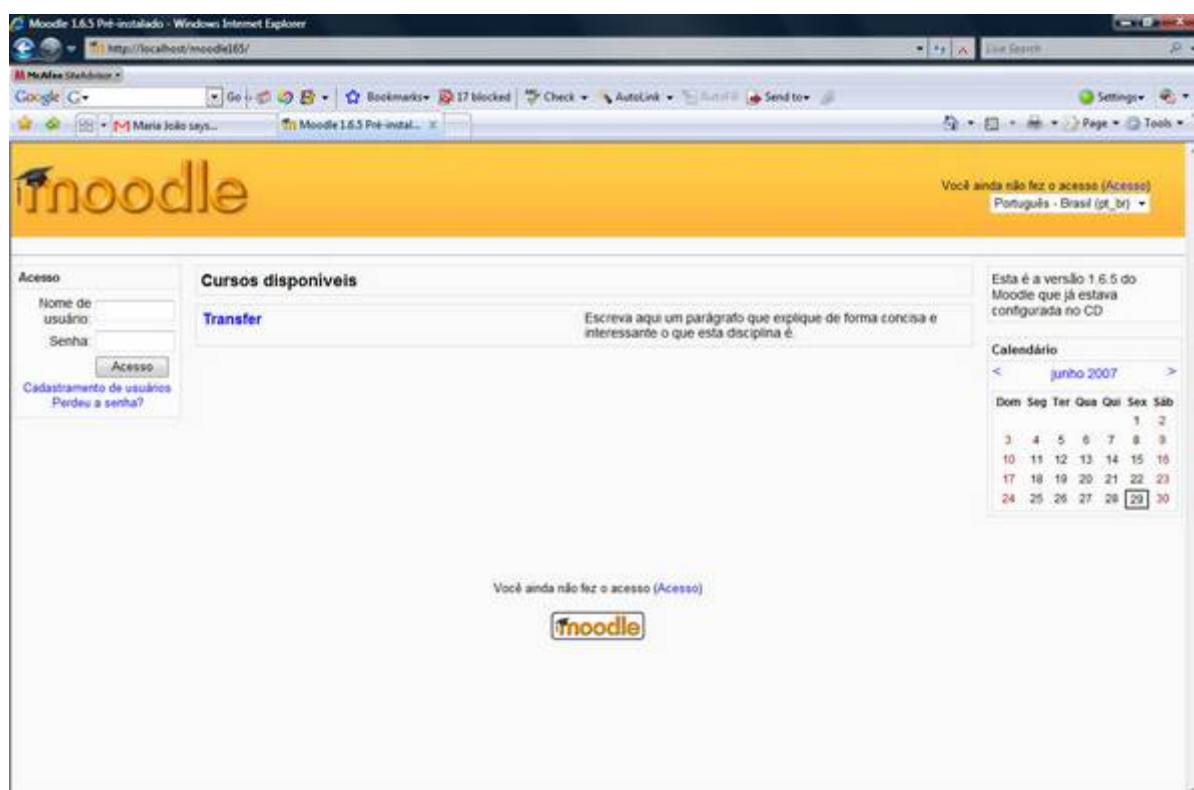 Moodle 1.6.5 Pré-instalado - Windows Internet Explorer
http://localhost/moodle165/
Live Search
McAfee SiteAdvisor
Google G
Go
Bookmarks
17 blocked
Check
AutoLink
AutoFill
Send to
Settings
Maria João says...
Moodle 1.6.5 Pré-instal...
Page
Tools
moodle
Você ainda não fez o acesso (Acesso)
Português - Brasil (pt_br)
Acesso
Nome de
usuário:
Senha:
Acesso
Cadastramento de usuários
Perdeu a senha?
Cursos disponíveis
Transfer
Escreva aqui um parágrafo que explique de forma concisa e
interessante o que esta disciplina é.
Esta é a versão 1.6.5 do
Moodle que já estava
configurada no CD
Calendário
< junho 2007 >
Dom Seg Ter Qua Qui Sex Sáb
1 2
3 4 5 6 7 8 9
10 11 12 13 14 15 16
17 18 19 20 21 22 23
24 25 26 27 28 29 30
Você ainda não fez o acesso (Acesso)
moodle